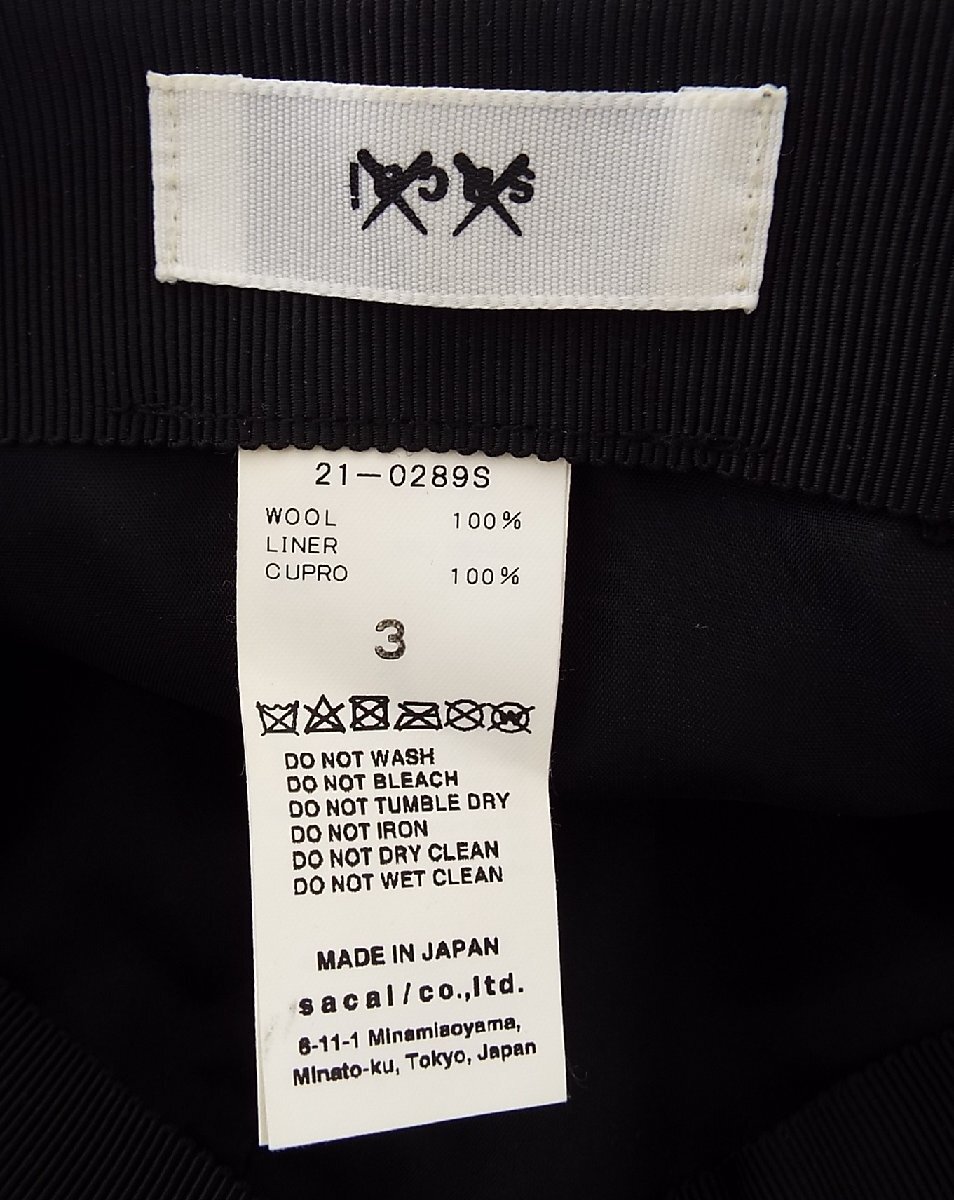 sacai
21-0289S
WOOL 100%
LINER
CUPRO 100%
3
W
DO NOT WASH
DO NOT BLEACH
DO NOT TUMBLE DRY
DO NOT IRON
DO NOT DRY CLEAN
DO NOT WET CLEAN
MADE IN JAPAN
sacai/co.,ltd.
6-11-1 Minamiaoyama,
Minato-ku, Tokyo, Japan